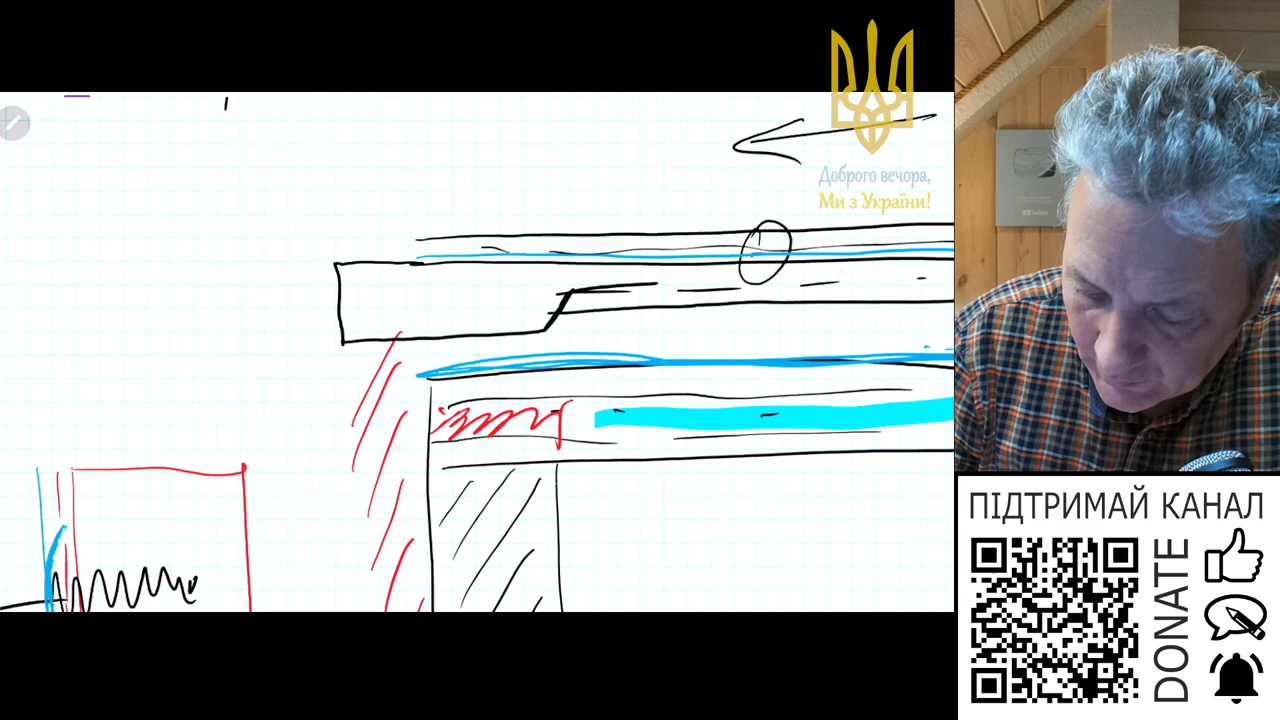 Доброго вечора,
Ми з України!
ПІДТРИМАЙ КАНАЛ
DONATE